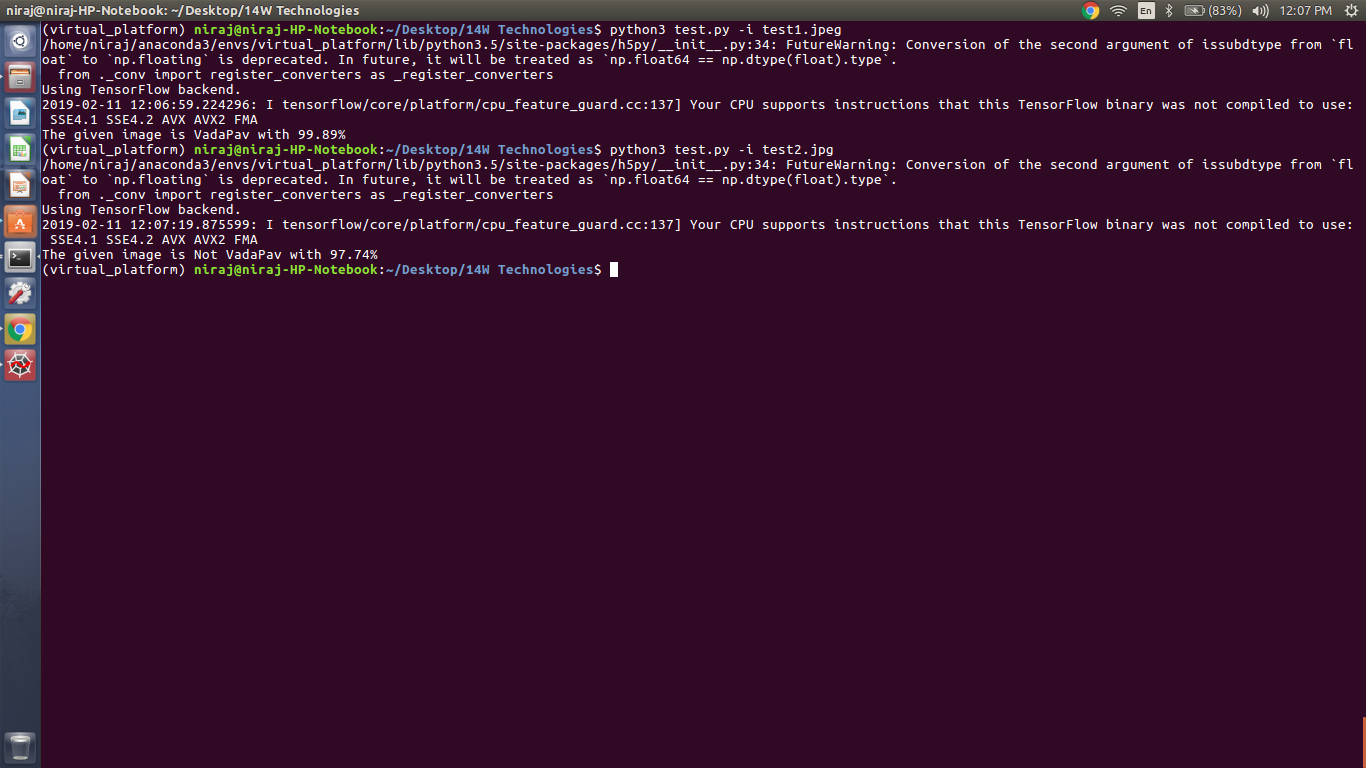 niraj@niraj-HP-Notebook: ~/Desktop/14W Technologies
En (83%) 12:07 PM
(virtual_platform) niraj@niraj-HP-Notebook:~/Desktop/14W Technologies$ python3 test.py -i test1.jpeg
/home/niraj/anaconda3/envs/virtual_platform/lib/python3.5/site-packages/h5py/__init__.py:34: FutureWarning: Conversion of the second argument of issubdtype from `fl
oat` to `np.floating` is deprecated. In future, it will be treated as `np.float64 == np.dtype(float).type`.
  from ._conv import register_converters as _register_converters
Using TensorFlow backend.
2019-02-11 12:06:59.224296: I tensorflow/core/platform/cpu_feature_guard.cc:137] Your CPU supports instructions that this TensorFlow binary was not compiled to use:
 SSE4.1 SSE4.2 AVX AVX2 FMA
The given image is VadaPav with 99.89%
(virtual_platform) niraj@niraj-HP-Notebook:~/Desktop/14W Technologies$ python3 test.py -i test2.jpg
/home/niraj/anaconda3/envs/virtual_platform/lib/python3.5/site-packages/h5py/__init__.py:34: FutureWarning: Conversion of the second argument of issubdtype from `fl
oat` to `np.floating` is deprecated. In future, it will be treated as `np.float64 == np.dtype(float).type`.
  from ._conv import register_converters as _register_converters
Using TensorFlow backend.
2019-02-11 12:07:19.875599: I tensorflow/core/platform/cpu_feature_guard.cc:137] Your CPU supports instructions that this TensorFlow binary was not compiled to use:
 SSE4.1 SSE4.2 AVX AVX2 FMA
The given image is Not VadaPav with 97.74%
(virtual_platform) niraj@niraj-HP-Notebook:~/Desktop/14W Technologies$